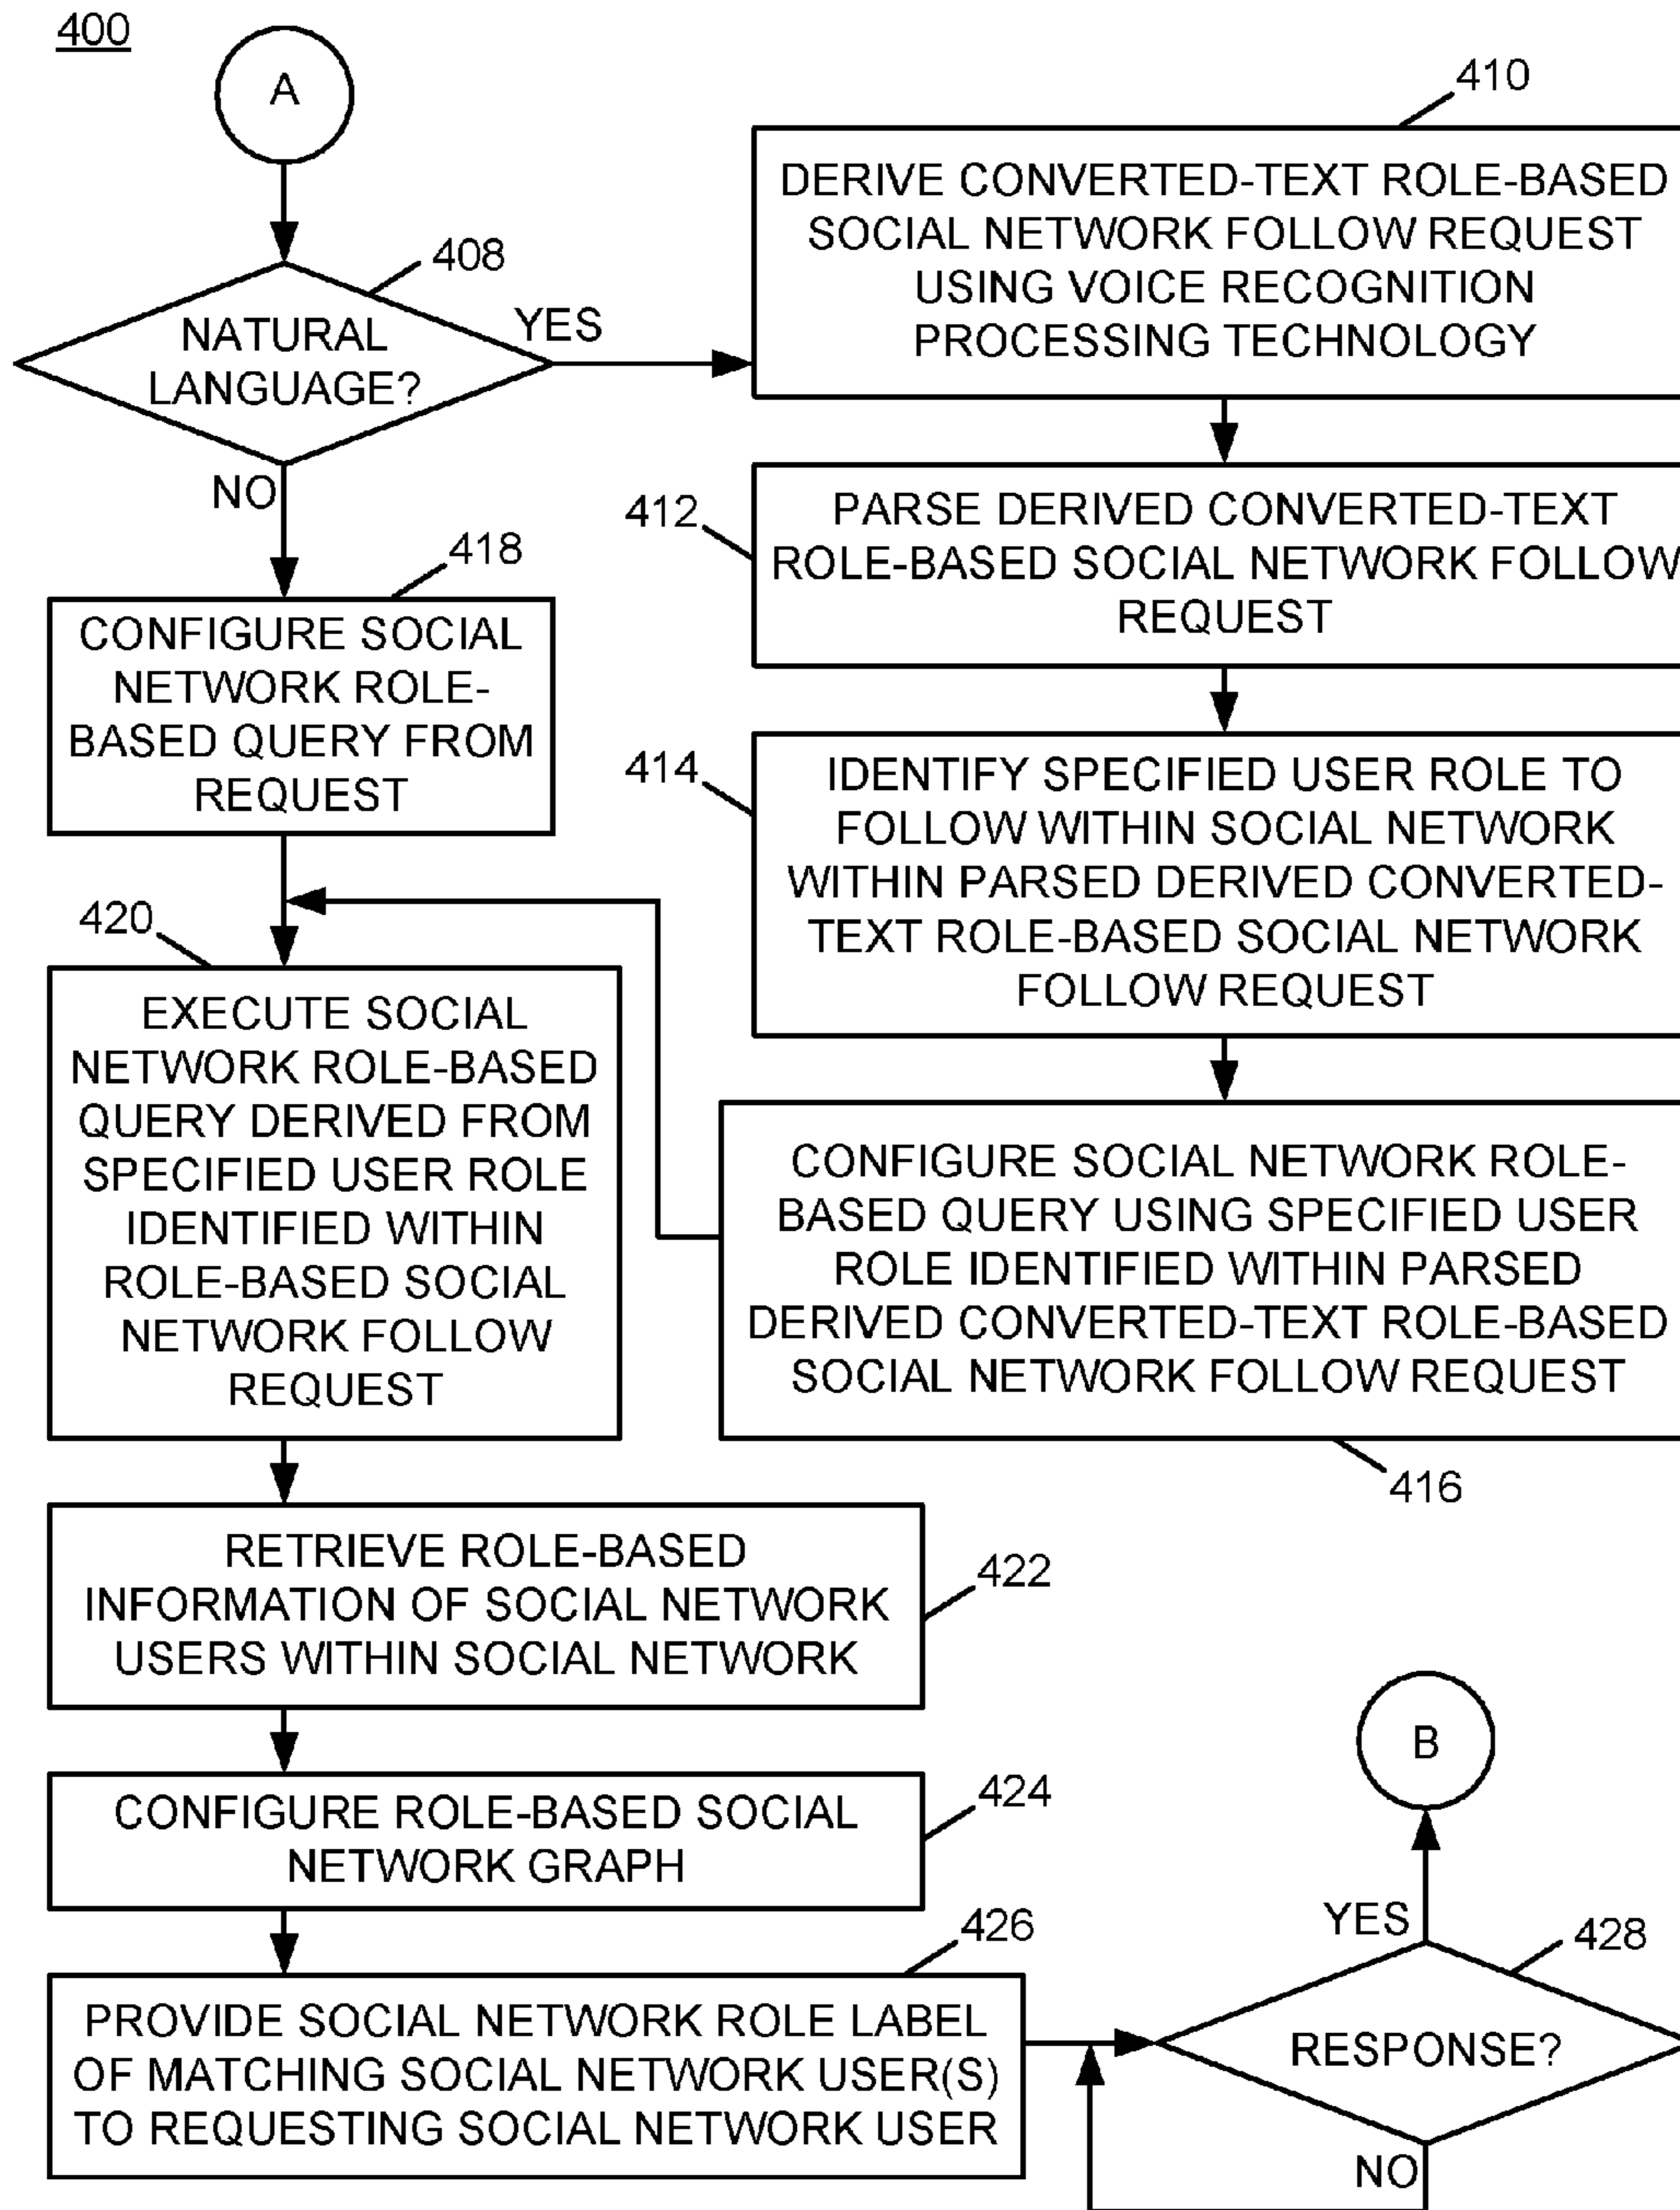 400
A
408
NATURAL
LANGUAGE?
YES
NO
410
DERIVE CONVERTED-TEXT ROLE-BASED
SOCIAL NETWORK FOLLOW REQUEST
USING VOICE RECOGNITION
PROCESSING TECHNOLOGY
412
PARSE DERIVED CONVERTED-TEXT
ROLE-BASED SOCIAL NETWORK FOLLOW
REQUEST
414
IDENTIFY SPECIFIED USER ROLE TO
FOLLOW WITHIN SOCIAL NETWORK
WITHIN PARSED DERIVED CONVERTED-
TEXT ROLE-BASED SOCIAL NETWORK
FOLLOW REQUEST
CONFIGURE SOCIAL NETWORK ROLE-
BASED QUERY USING SPECIFIED USER
ROLE IDENTIFIED WITHIN PARSED
DERIVED CONVERTED-TEXT ROLE-BASED
SOCIAL NETWORK FOLLOW REQUEST
416
418
CONFIGURE SOCIAL
NETWORK ROLE-
BASED QUERY FROM
REQUEST
420
EXECUTE SOCIAL
NETWORK ROLE-BASED
QUERY DERIVED FROM
SPECIFIED USER ROLE
IDENTIFIED WITHIN
ROLE-BASED SOCIAL
NETWORK FOLLOW
REQUEST
RETRIEVE ROLE-BASED
INFORMATION OF SOCIAL NETWORK
USERS WITHIN SOCIAL NETWORK
422
CONFIGURE ROLE-BASED SOCIAL
NETWORK GRAPH
424
426
PROVIDE SOCIAL NETWORK ROLE LABEL
OF MATCHING SOCIAL NETWORK USER(S)
TO REQUESTING SOCIAL NETWORK USER
B
YES
428
RESPONSE?
NO